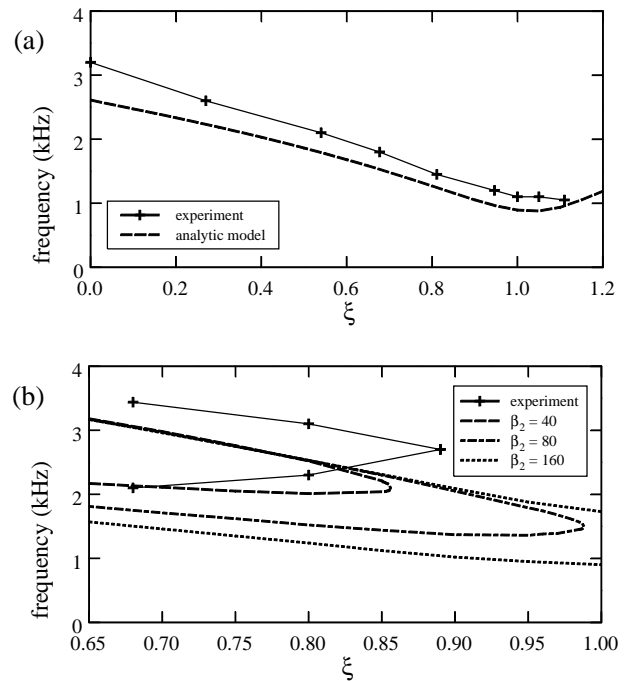 (a)
4
3
2
1
0
frequency (kHz)
experiment
analytic model
0.0 0.2 0.4 0.6 0.8 1.0 1.2
ξ
(b)
4
3
2
1
0
frequency (kHz)
experiment
β2 = 40
β2 = 80
β2 = 160
0.65 0.70 0.75 0.80 0.85 0.90 0.95 1.00
ξ